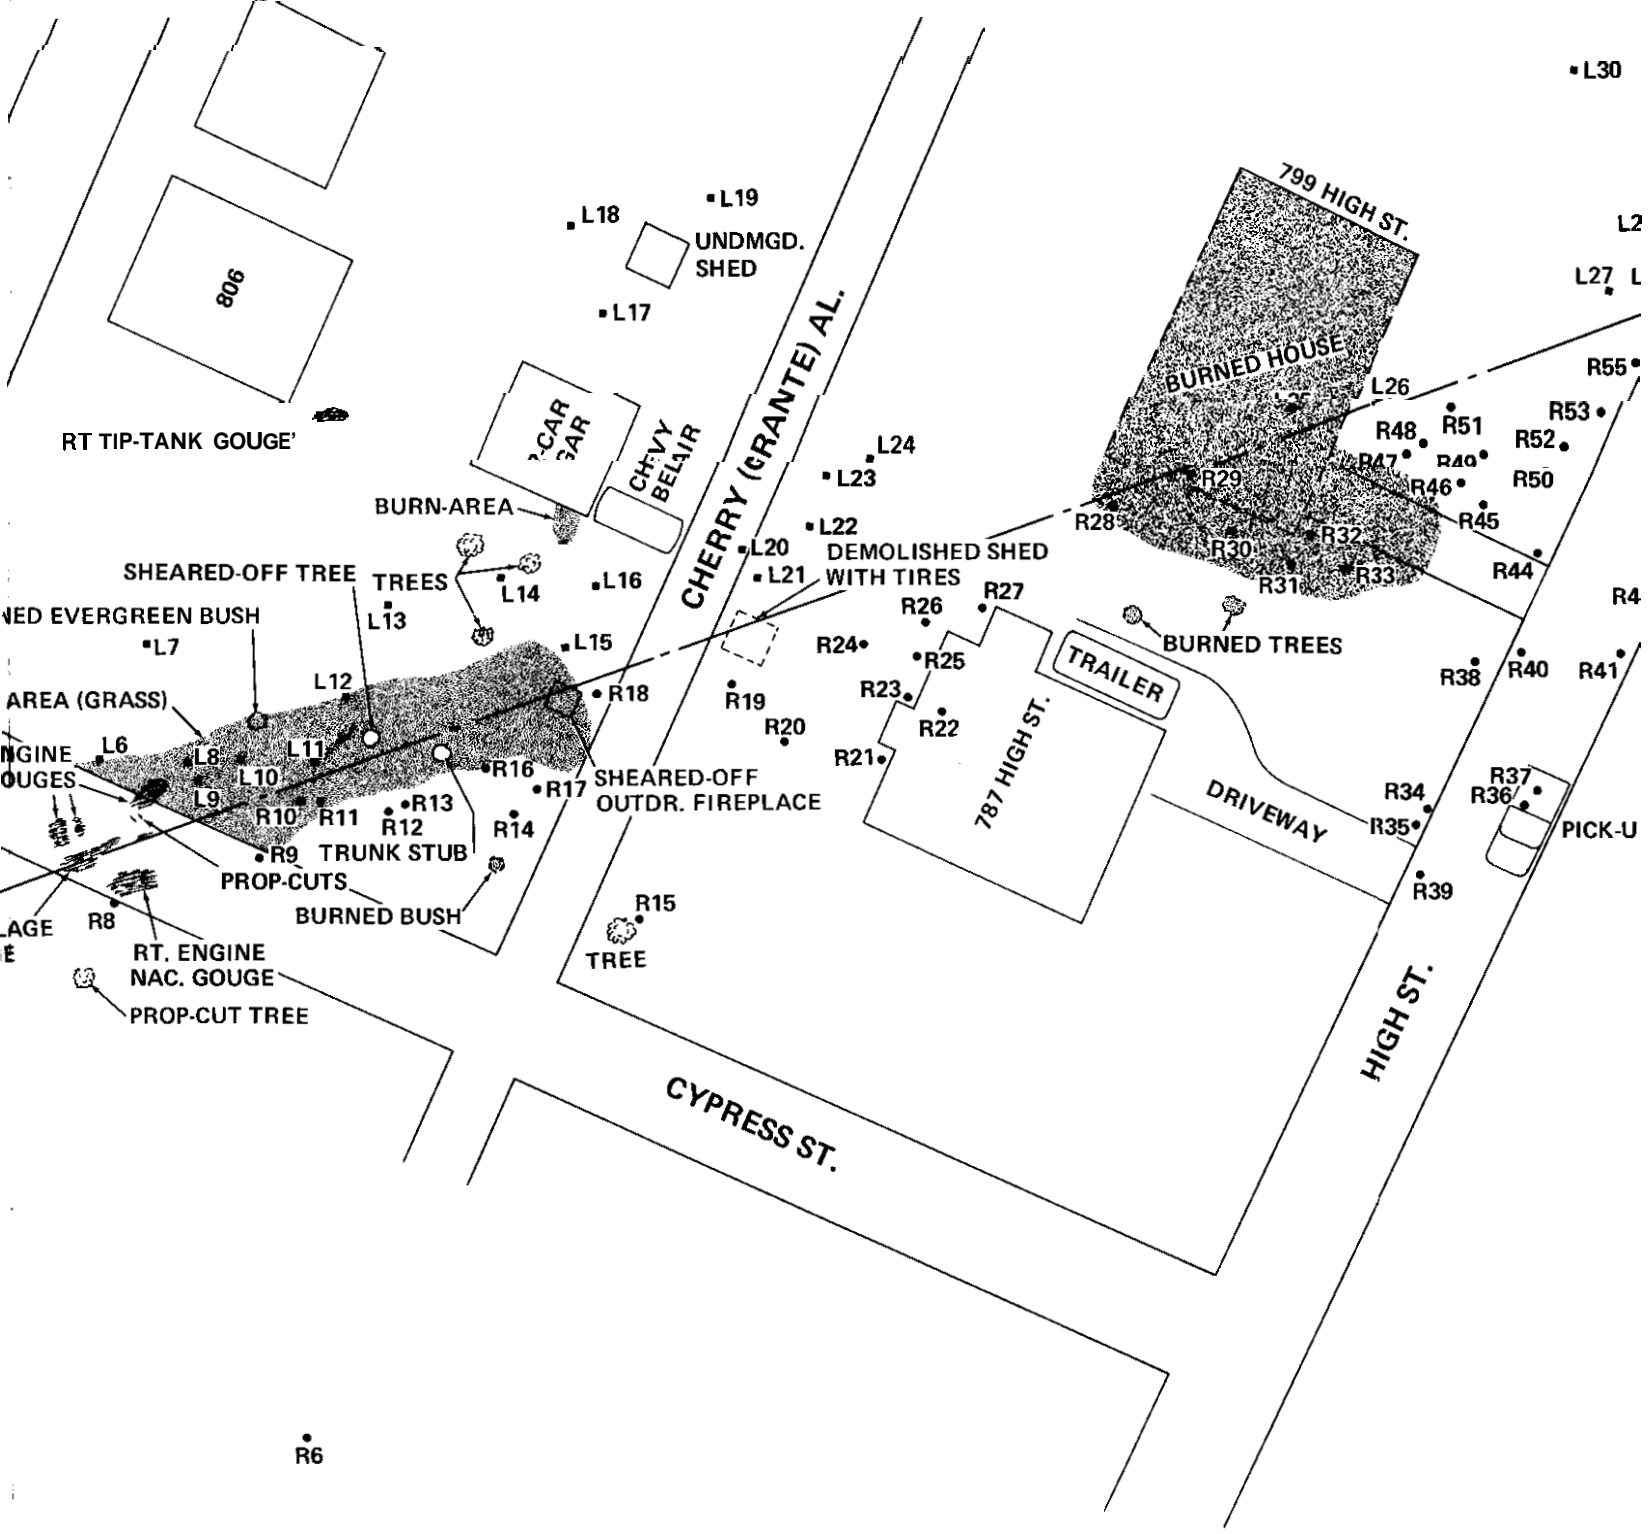 L30
799 HIGH ST.
L19
L18
UNDMGD.
SHED
L27
L17
806
BURNED HOUSE
CHERRY (GRANTE) AL.
R55
L26
R53
R51
R48
R52
R47
R49
RT TIP-TANK GOUGE'
BELAIR
L24
L23
R29
R46
R50
BURN-AREA
R28
R45
L22
L20
DEMOLISHED SHED
WITH TIRES
R30
R32
SHEARED-OFF TREE
TREES
L14
L16
L21
R31
R33
R44
EVERGREEN BUSH
L13
R26
R27
L7
L15
R24
R25
BURNED TREES
TRAILER
R38
R40
R41
L12
AREA (GRASS)
R18
R19
R23
R22
R20
787 HIGH ST.
L6
L8
L11
L10
L9
R16
R21
R17
SHEARED-OFF
OUTDR. FIREPLACE
R37
R36
R34
R35
DRIVEWAY
R10
R11
R13
R12
R14
R9
TRUNK STUB
PROP-CUTS
BURNED BUSH
R39
R8
R15
TREE
RT. ENGINE
NAC. GOUGE
PROP-CUT TREE
HIGH ST.
CYPRESS ST.
R6